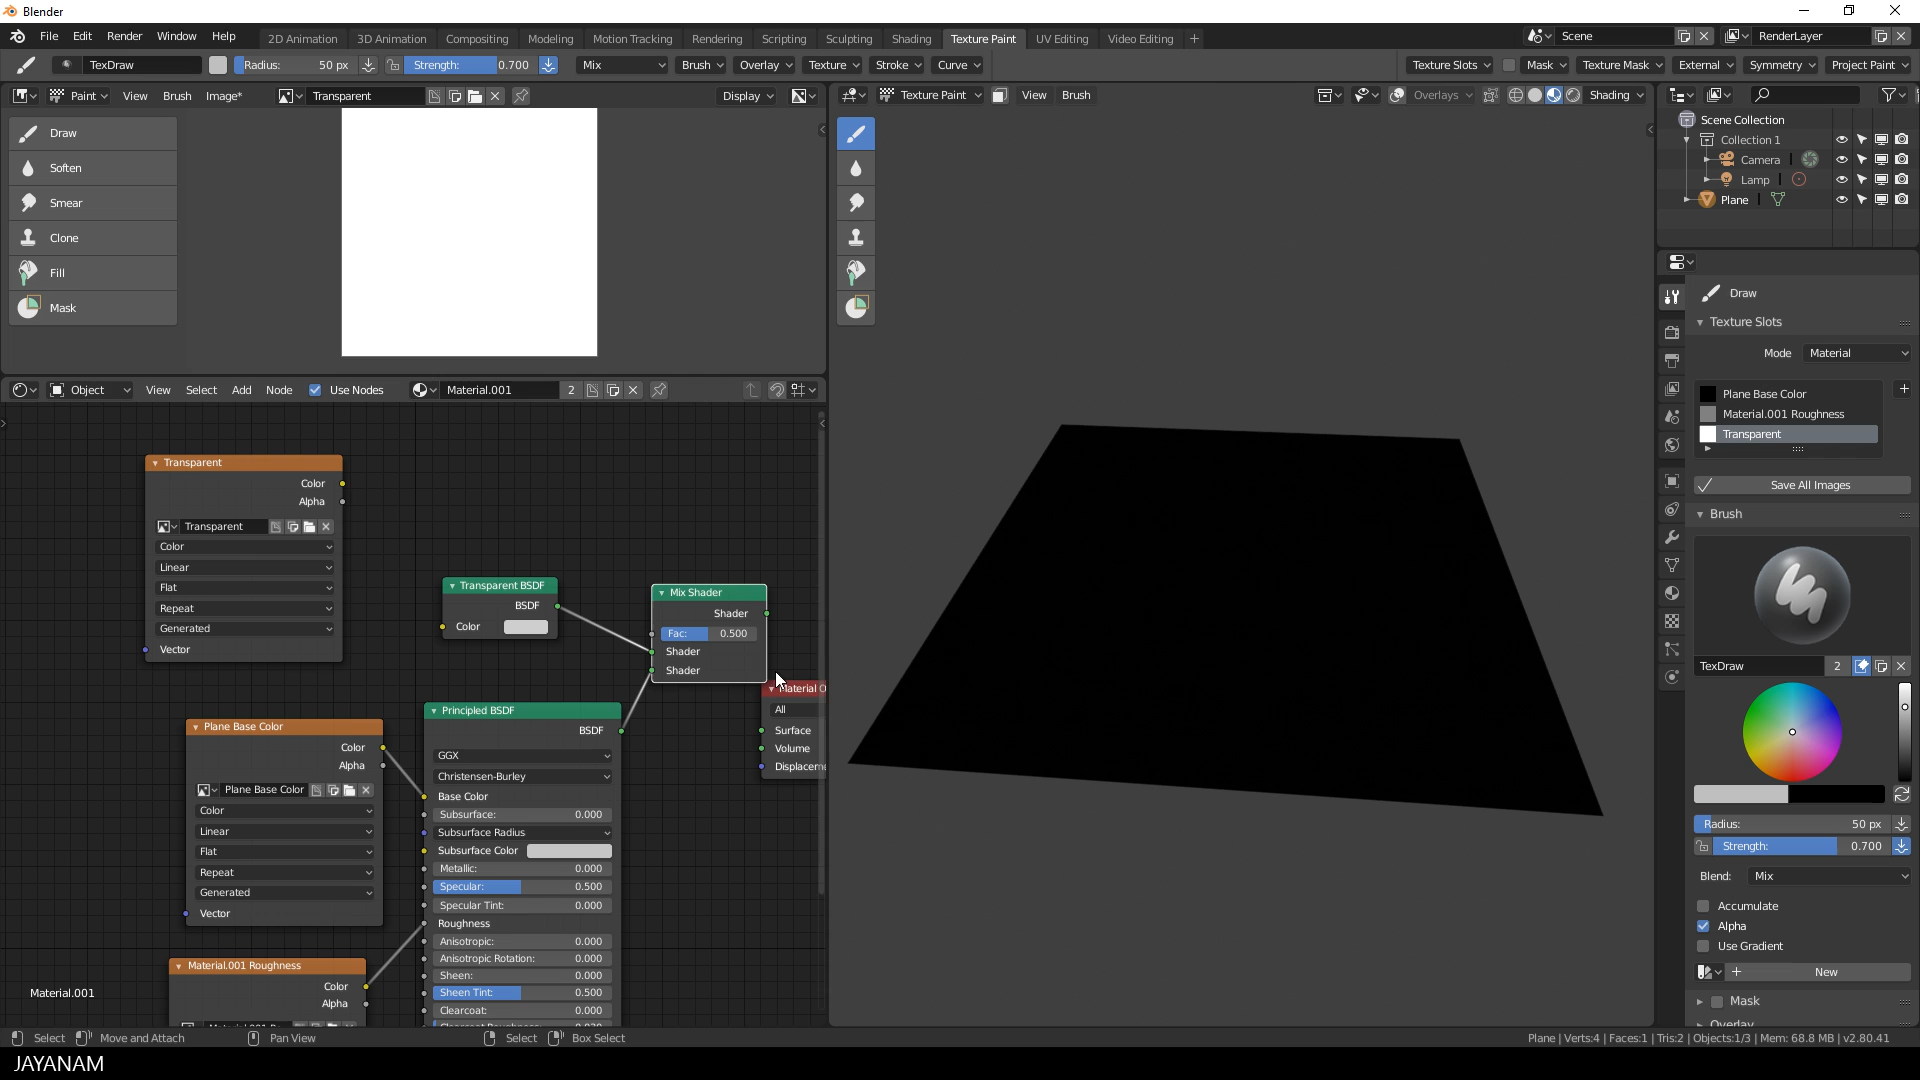 Blender
File Edit Render Window Help 2D Animation 3D Animation Compositing Modeling Motion Tracking Rendering Scripting Sculpting Shading Texture Paint UV Editing Video Editing + Scene RenderLayer
TexDraw Radius: 50 px Strength: 0.700 Mix Brush Overlay Texture Stroke Curve Texture Slots Mask Texture Mask External Symmetry Project Paint
Paint View Brush Image* Transparent Display
Texture Paint View Brush Overlays Shading
Draw
Soften
Smear
Clone
Fill
Mask
Object View Select Add Node Use Nodes Material.001 2
Transparent
Color
Alpha
Transparent
Color
Linear
Flat
Repeat
Generated
Vector
Transparent BSDF
BSDF
Color
Mix Shader
Shader
Fac: 0.500
Shader
Shader
Material O
All
Surface
Volume
Displaceme
Plane Base Color
Color
Alpha
Plane Base Color
Color
Linear
Flat
Repeat
Generated
Vector
Principled BSDF
BSDF
GGX
Christensen-Burley
Base Color
Subsurface: 0.000
Subsurface Radius
Subsurface Color
Metallic: 0.000
Specular: 0.500
Specular Tint: 0.000
Roughness
Anisotropic: 0.000
Anisotropic Rotation: 0.000
Sheen: 0.000
Sheen Tint: 0.500
Clearcoat: 0.000
Material.001 Roughness
Color
Alpha
Material.001
Scene Collection
Collection 1
Camera
Lamp
Plane
Draw
Texture Slots
Mode Material
Plane Base Color
Material.001 Roughness
Transparent
Save All Images
Brush
TexDraw 2
Radius: 50 px
Strength: 0.700
Blend: Mix
Accumulate
Alpha
Use Gradient
New
Mask
Overlay
Select Move and Attach Pan View Select Box Select Plane | Verts:4 | Faces:1 | Tris:2 | Objects:1/3 | Mem: 68.8 MB | v2.80.41
JAYANAM